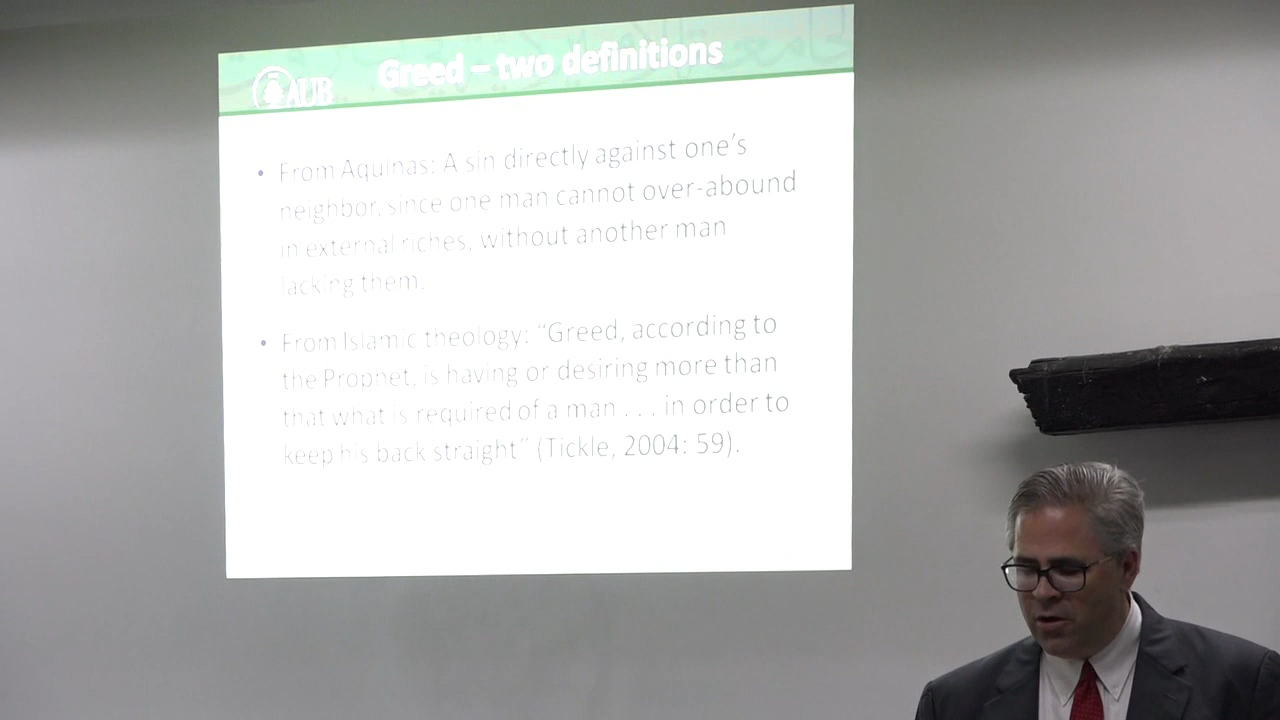 AUB
Greed – two definitions
• From Aquinas: A sin directly against one's
neighbor, since one man cannot over-abound
in external riches, without another man
lacking them.
• From Islamic theology: “Greed, according to
the Prophet, is having or desiring more than
that what is required of a man . . . in order to
keep his back straight” (Tickle, 2004: 59).